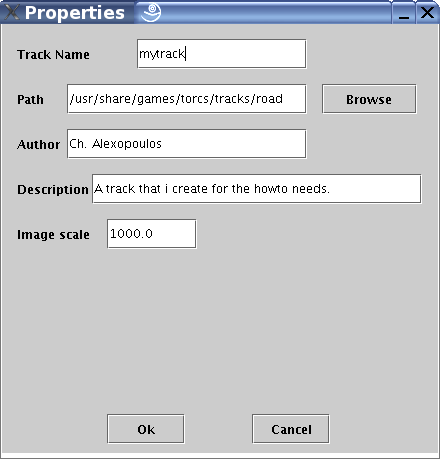 Properties
Track Name mytrack
Path /usr/share/games/torcs/tracks/road Browse
Author Ch. Alexopoulos
Description A track that i create for the howto needs.
Image scale 1000.0
Ok Cancel